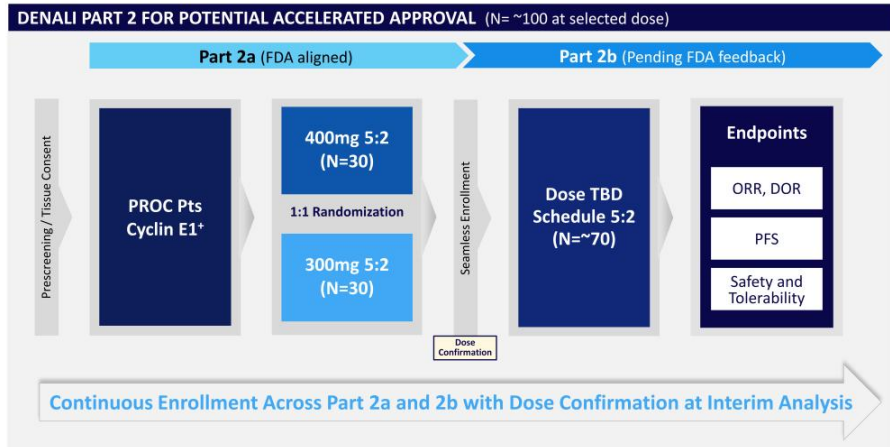 DENALI PART 2 FOR POTENTIAL ACCELERATED APPROVAL (N= ~100 at selected dose)
Part 2a (FDA aligned)
Part 2b (Pending FDA feedback)
Prescreening / Tissue Consent
PROC Pts
Cyclin E1⁺
400mg 5:2
(N=30)
1:1 Randomization
300mg 5:2
(N=30)
Seamless Enrollment
Dose
Confirmation
Dose TBD
Schedule 5:2
(N=~70)
Endpoints
ORR, DOR
PFS
Safety and
Tolerability
Continuous Enrollment Across Part 2a and 2b with Dose Confirmation at Interim Analysis